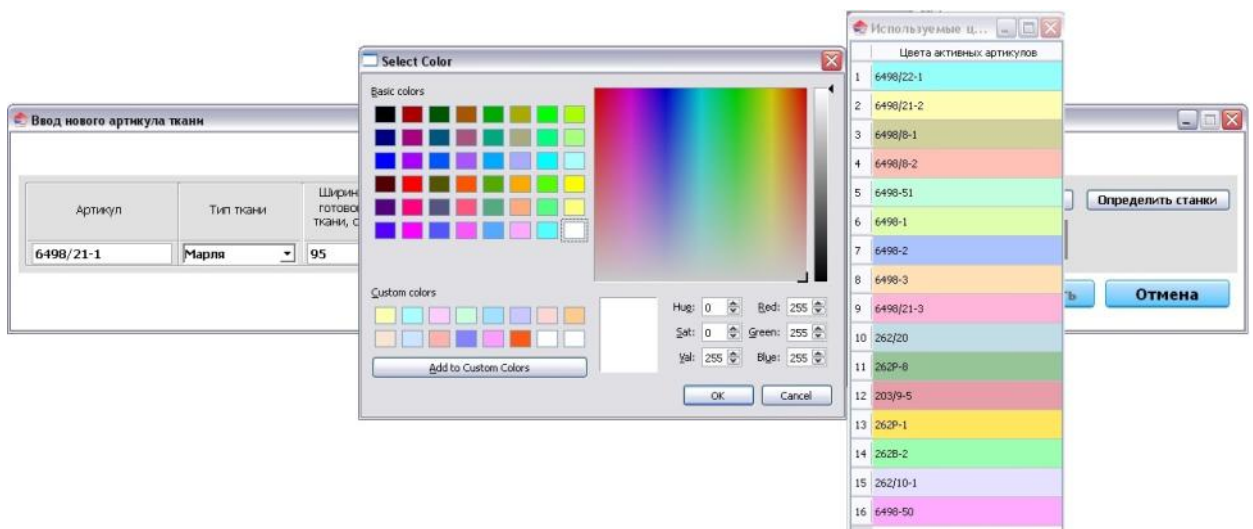 Используемые ц...
Цвета активных артикулов
1 6498/22-1
2 6498/21-2
3 6498/8-1
4 6498/8-2
5 6498-51
6 6498-1
7 6498-2
8 6498-3
9 6498/21-3
10 262/20
11 262Р-8
12 203/9-5
13 262Р-1
14 262В-2
15 262/10-1
16 6498-50
Select Color
Basic colors
Custom colors
Add to Custom Colors
Hue: 0 Red: 255
Sat: 0 Green: 255
Val: 255 Blue: 255
OK Cancel
Ввод нового артикула ткани
Артикул
Тип ткани
Ширин
готово
ткани, с
6498/21-1
Марля
95
Определить станки
ть
Отмена